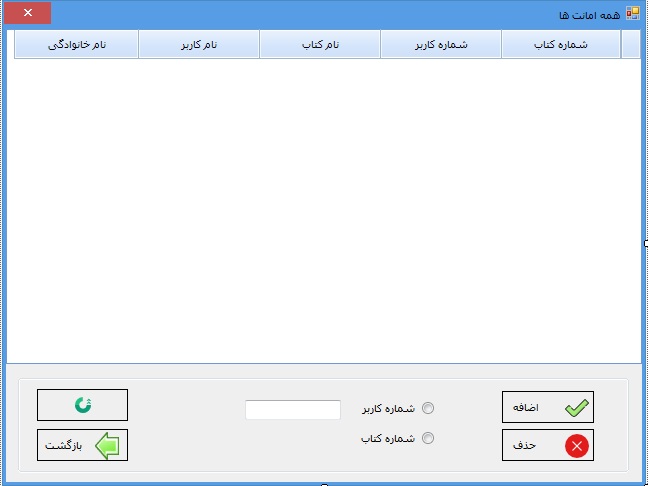 همه امانت ها
شماره کتاب
شماره کاربر
نام کتاب
نام کاربر
نام خانوادگی
اضافه
شماره کاربر
حذف
شماره کتاب
بازگشت